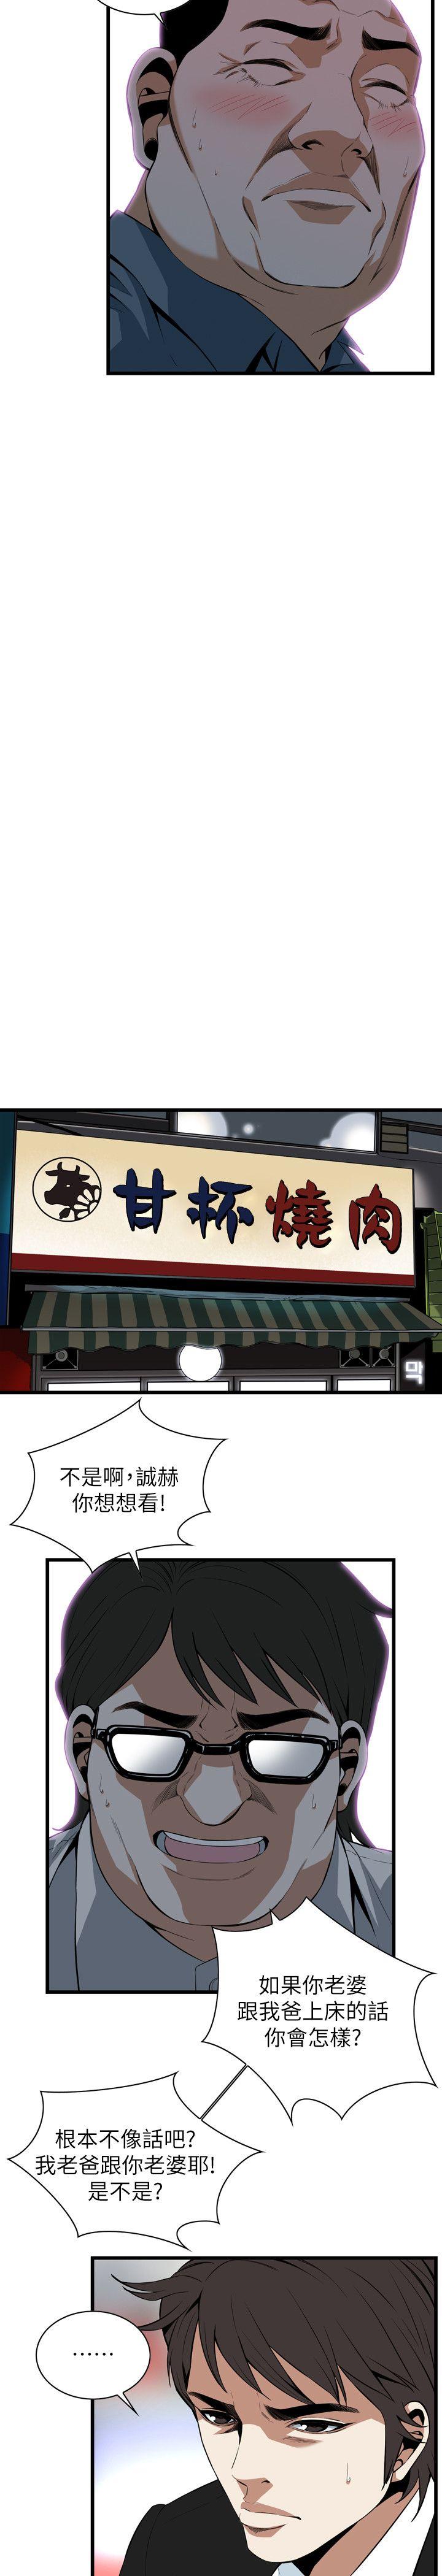 甘杯燒肉
不是啊，誠赫
你想想看！
如果你老婆
跟我爸上床的話
你會怎樣？
根本不像話吧？
我老爸跟你老婆耶！
是不是？
……